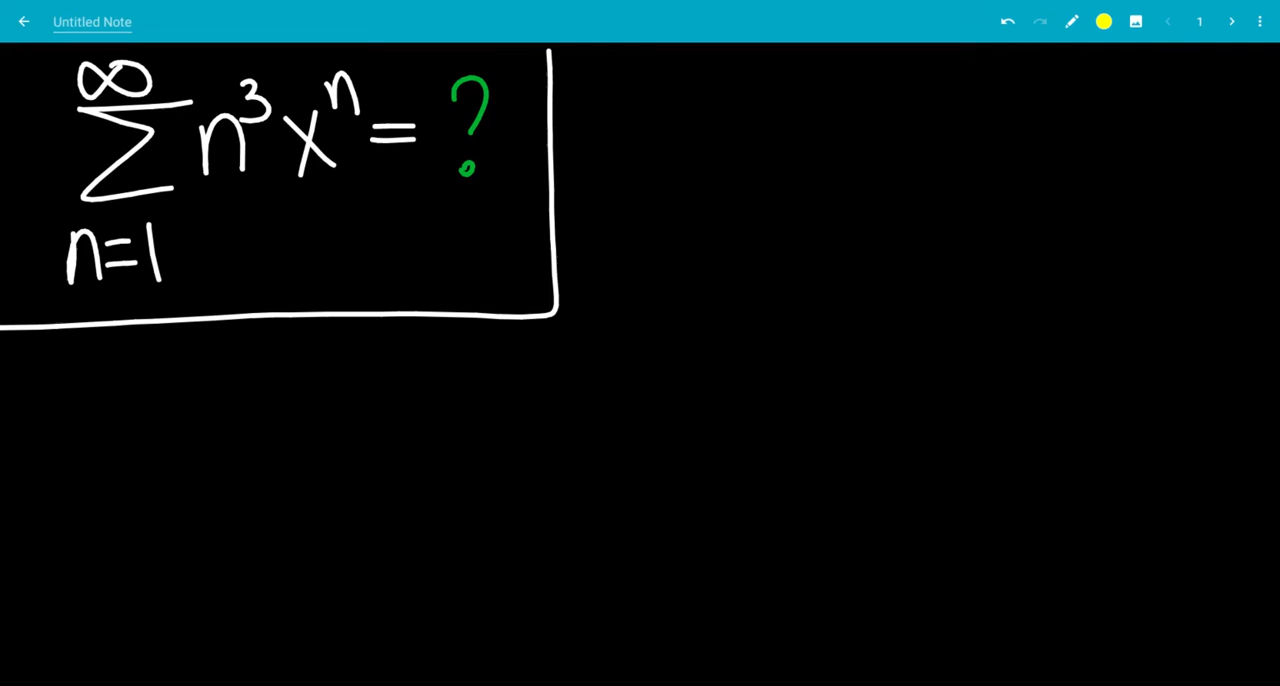 Untitled Note
1
∞
∑ n³xⁿ = ?
n=1